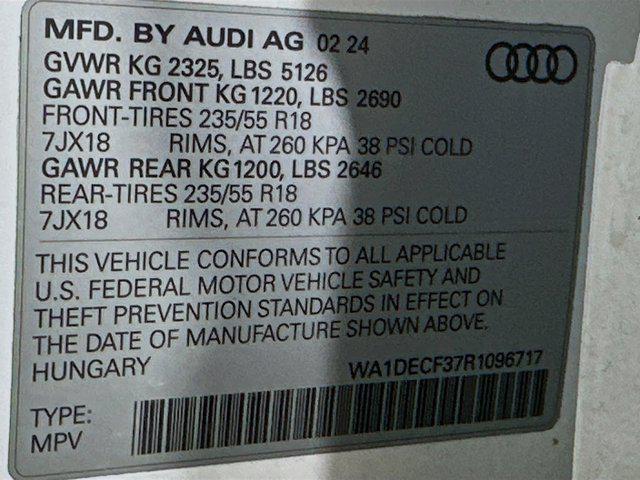 MFD. BY AUDI AG 02 24
GVWR KG 2325, LBS 5126
GAWR FRONT KG 1220, LBS 2690
FRONT-TIRES 235/55 R18
7JX18 RIMS, AT 260 KPA 38 PSI COLD
GAWR REAR KG 1200, LBS 2646
REAR-TIRES 235/55 R18
7JX18 RIMS, AT 260 KPA 38 PSI COLD
THIS VEHICLE CONFORMS TO ALL APPLICABLE
U.S. FEDERAL MOTOR VEHICLE SAFETY AND
THEFT PREVENTION STANDARDS IN EFFECT ON
THE DATE OF MANUFACTURE SHOWN ABOVE.
HUNGARY WA1DECF37R1096717
TYPE:
MPV